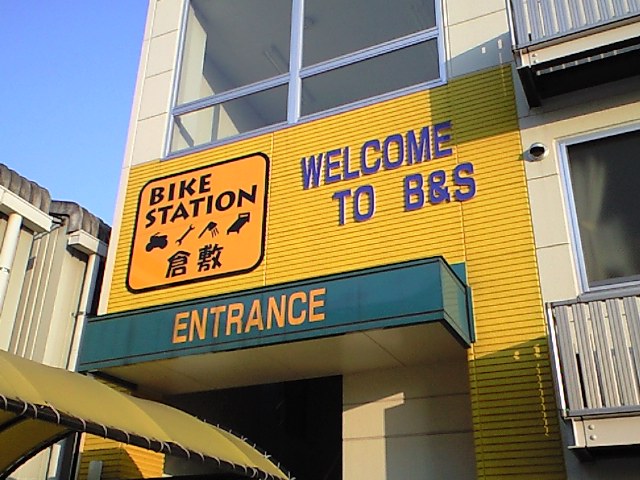 BIKE
STATION
倉敷
WELCOME
TO B&S
ENTRANCE